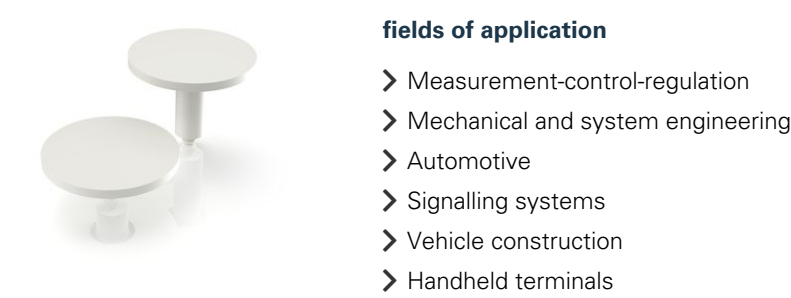 fields of application
Measurement-control-regulation
Mechanical and system engineering
Automotive
Signalling systems
Vehicle construction
Handheld terminals